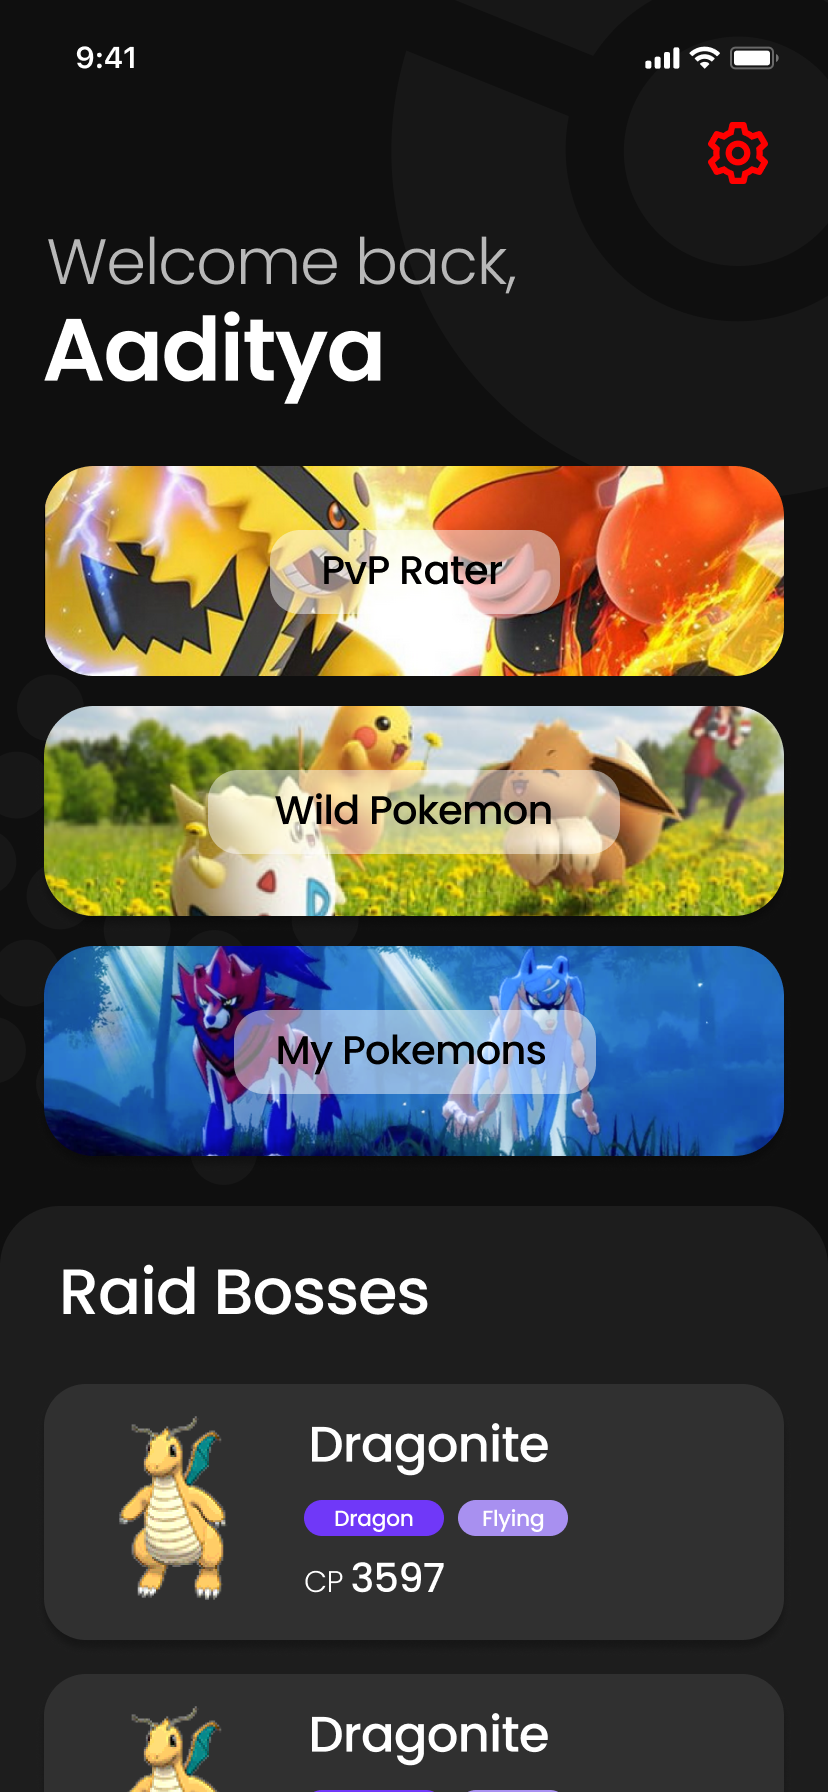 9:41
Welcome back,
Aaditya
PvP Rater
Wild Pokemon
My Pokemons
Raid Bosses
Dragonite
Dragon Flying
CP 3597
Dragonite